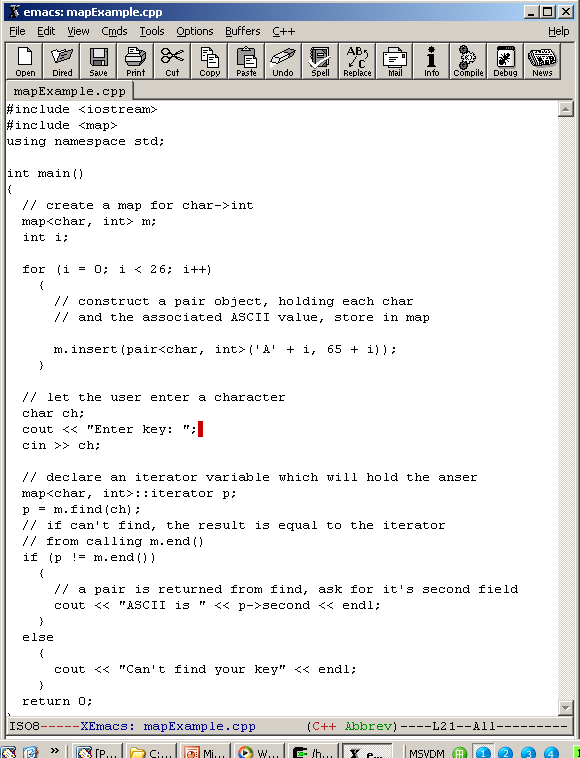 emacs: mapExample.cpp
File Edit View Cmds Tools Options Buffers C++ Help
Open Dired Save Print Cut Copy Paste Undo Spell Replace Mail Info Compile Debug News
mapExample.cpp
#include <iostream>
#include <map>
using namespace std;
int main()
{
// create a map for char->int
map<char, int> m;
int i;
for (i = 0; i < 26; i++)
{
// construct a pair object, holding each char
// and the associated ASCII value, store in map
m.insert(pair<char, int>('A' + i, 65 + i));
}
// let the user enter a character
char ch;
cout << "Enter key: ";
cin >> ch;
// declare an iterator variable which will hold the anser
map<char, int>::iterator p;
p = m.find(ch);
// if can't find, the result is equal to the iterator
// from calling m.end()
if (p != m.end())
{
// a pair is returned from find, ask for it's second field
cout << "ASCII is " << p->second << endl;
}
else
{
cout << "Can't find your key" << endl;
}
return 0;
ISO8-----XEmacs: mapExample.cpp (C++ Abbrev)----L21--All----------
» [P... C:... Mi... W... /h... e... MSVDM 1 2 3 4